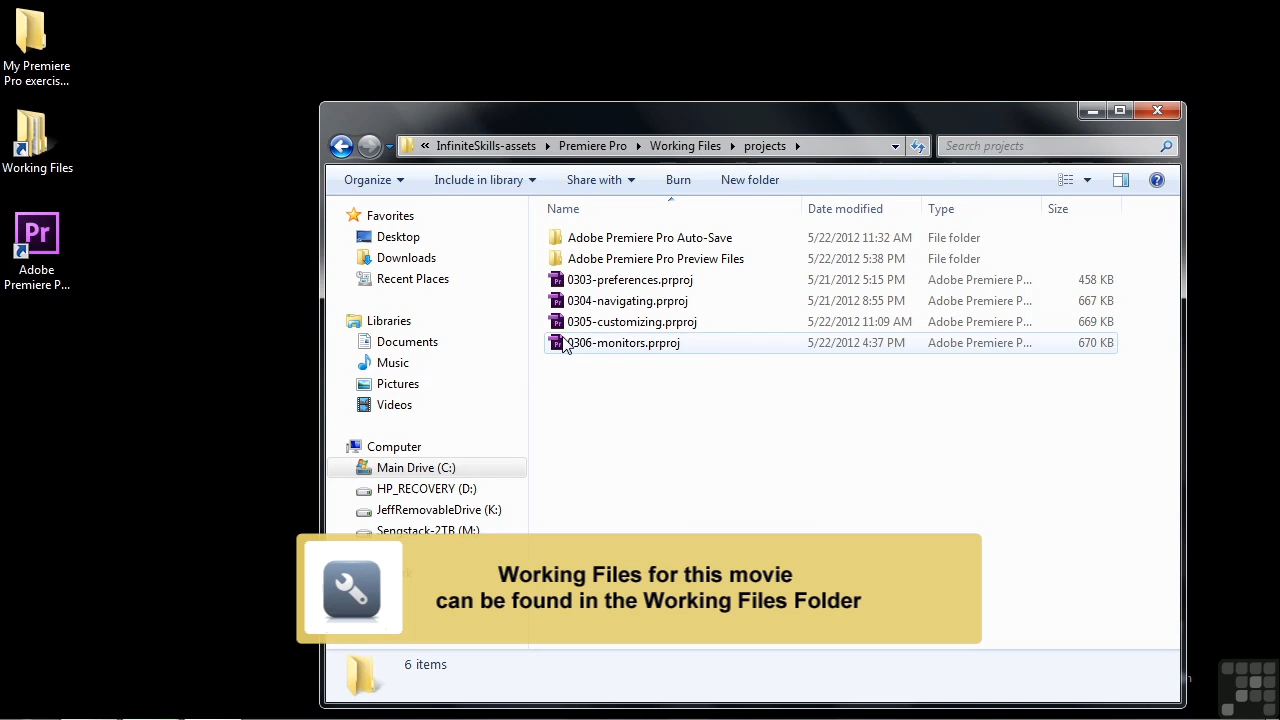 My Premiere
Pro exercis...
Working Files
Pr
Adobe
Premiere P...
« InfiniteSkills-assets Premiere Pro Working Files projects
Search projects
Organize Include in library Share with Burn New folder
Name Date modified Type Size
Favorites
Desktop
Downloads
Recent Places
Libraries
Documents
Music
Pictures
Videos
Computer
Main Drive (C:)
HP_RECOVERY (D:)
JeffRemovableDrive (K:)
Sengstack-2TB (M:)
Adobe Premiere Pro Auto-Save 5/22/2012 11:32 AM File folder
Adobe Premiere Pro Preview Files 5/22/2012 5:38 PM File folder
0303-preferences.prproj 5/21/2012 5:15 PM Adobe Premiere P... 458 KB
0304-navigating.prproj 5/21/2012 8:55 PM Adobe Premiere P... 667 KB
0305-customizing.prproj 5/22/2012 11:09 AM Adobe Premiere P... 669 KB
0306-monitors.prproj 5/22/2012 4:37 PM Adobe Premiere P... 670 KB
Working Files for this movie
can be found in the Working Files Folder
6 items